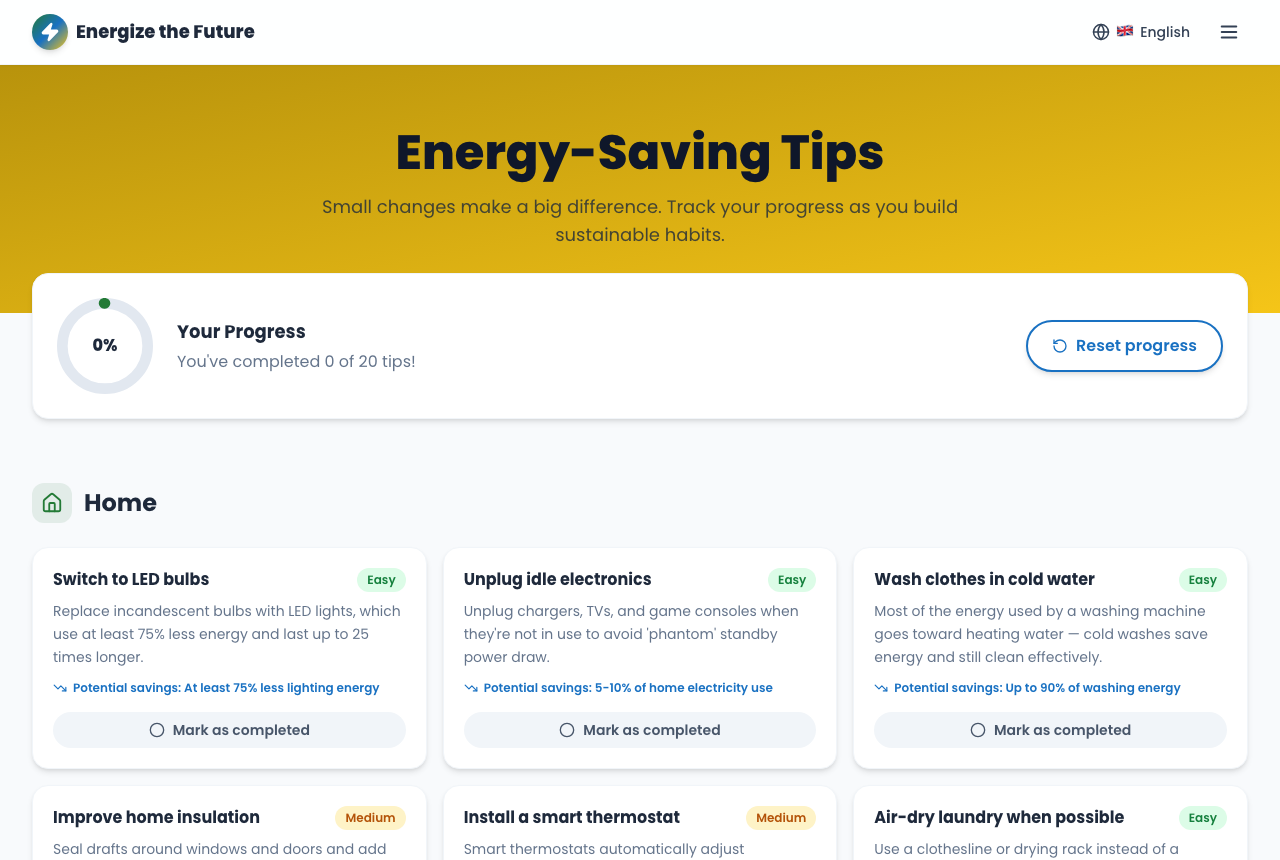 Energize the Future
English
Energy-Saving Tips
Small changes make a big difference. Track your progress as you build
sustainable habits.
0%
Your Progress
You've completed 0 of 20 tips!
Reset progress
Home
Switch to LED bulbs
Easy
Replace incandescent bulbs with LED lights, which
use at least 75% less energy and last up to 25
times longer.
Potential savings: At least 75% less lighting energy
Mark as completed
Unplug idle electronics
Easy
Unplug chargers, TVs, and game consoles when
they're not in use to avoid 'phantom' standby
power draw.
Potential savings: 5-10% of home electricity use
Mark as completed
Wash clothes in cold water
Easy
Most of the energy used by a washing machine
goes toward heating water — cold washes save
energy and still clean effectively.
Potential savings: Up to 90% of washing energy
Mark as completed
Improve home insulation
Medium
Seal drafts around windows and doors and add
Install a smart thermostat
Medium
Smart thermostats automatically adjust
Air-dry laundry when possible
Easy
Use a clothesline or drying rack instead of a